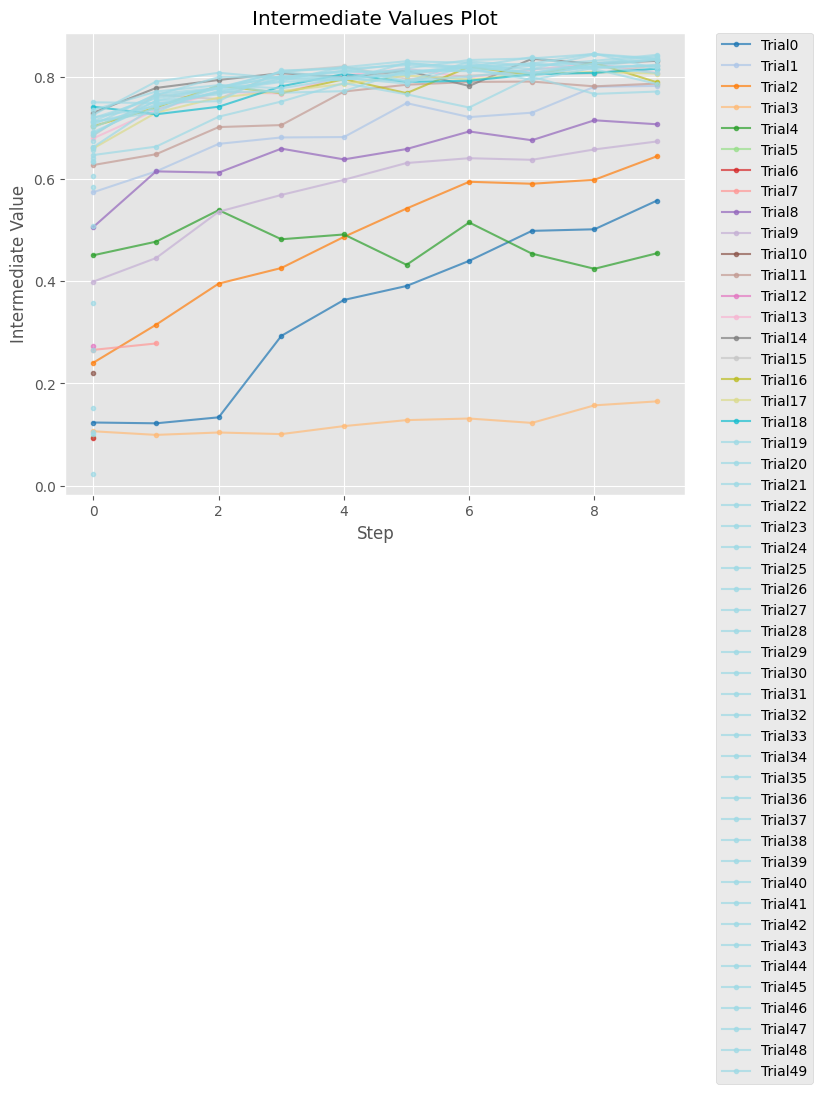 Intermediate Values Plot
Intermediate Value
0.8
0.6
0.4
0.2
0.0
0
2
4
6
8
Step
Trial0
Trial1
Trial2
Trial3
Trial4
Trial5
Trial6
Trial7
Trial8
Trial9
Trial10
Trial11
Trial12
Trial13
Trial14
Trial15
Trial16
Trial17
Trial18
Trial19
Trial20
Trial21
Trial22
Trial23
Trial24
Trial25
Trial26
Trial27
Trial28
Trial29
Trial30
Trial31
Trial32
Trial33
Trial34
Trial35
Trial36
Trial37
Trial38
Trial39
Trial40
Trial41
Trial42
Trial43
Trial44
Trial45
Trial46
Trial47
Trial48
Trial49